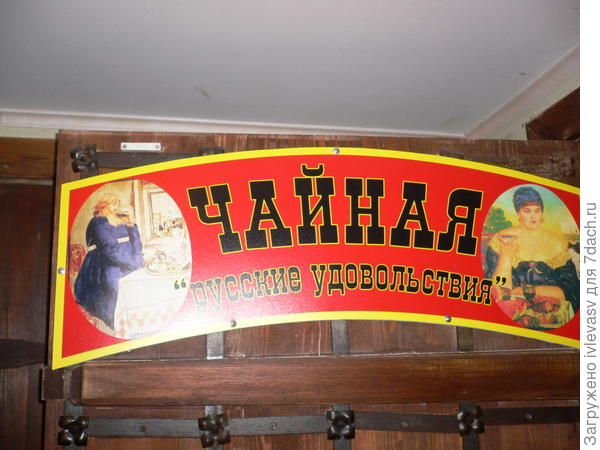 ЧАЙНАЯ
"русские удовольствия"
Загружено ivlevasv для 7dach.ru